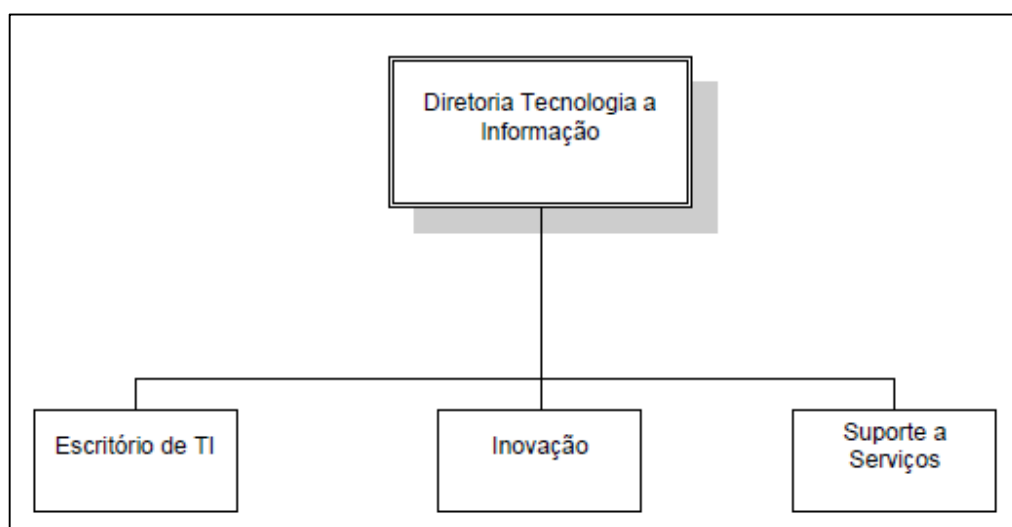 Diretoria Tecnologia a
Informação
Escritório de TI
Inovação
Suporte a
Serviços